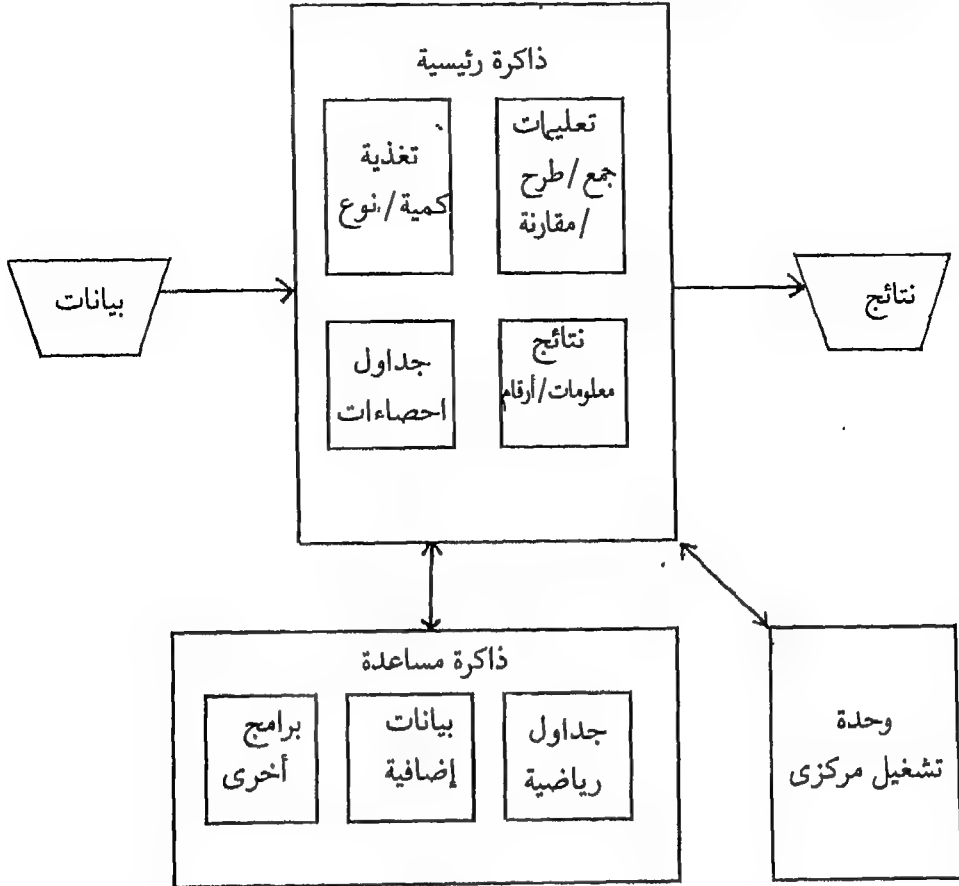 ذاكرة رئيسية
تعليمات
جمع/طرح
/مقارنة
تغذية
كمية/نوع
بيانات
نتائج
نتائج
معلومات/أرقام
جداول
احصاءات
ذاكرة مساعدة
جداول
رياضية
بيانات
إضافية
برامج
أخرى
وحدة
تشغيل مركزى